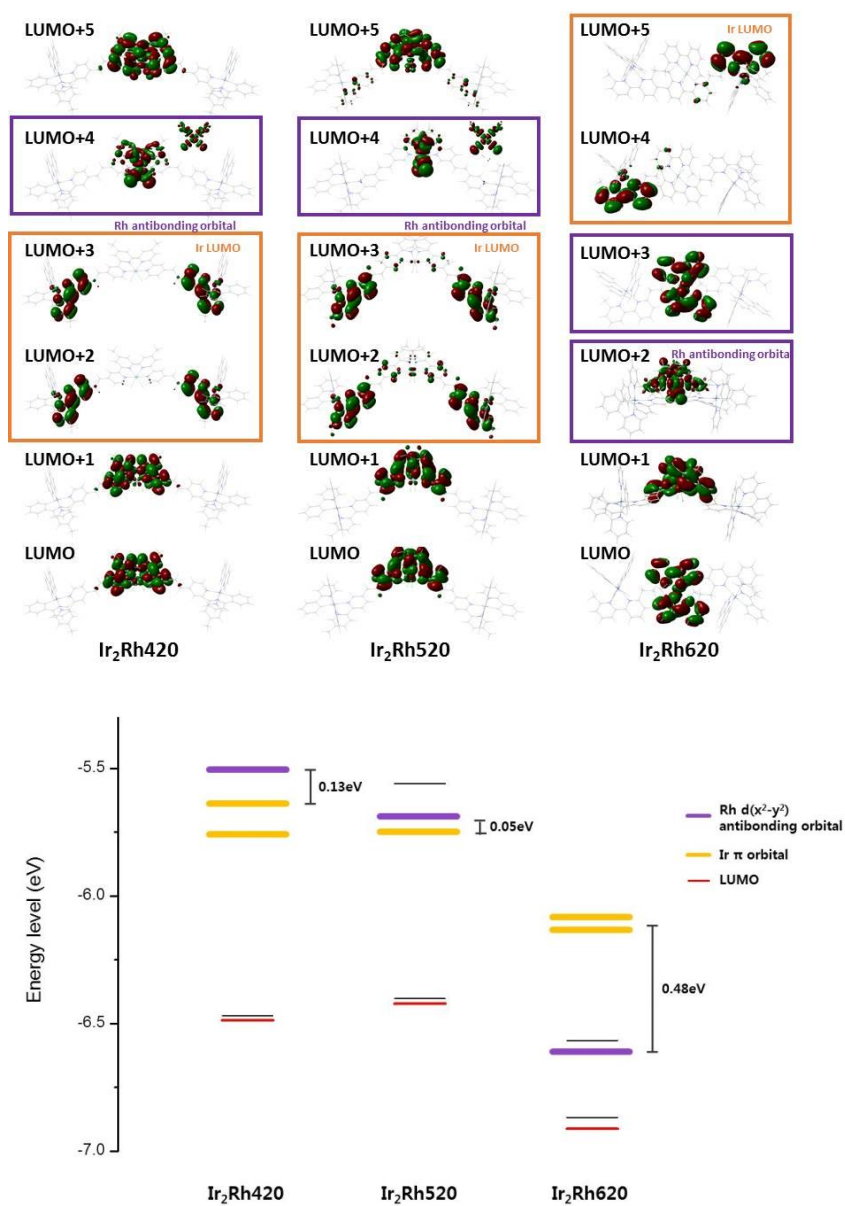 LUMO+5
LUMO+4
Rh antibonding orbital
LUMO+3
Ir LUMO
LUMO+2
LUMO+1
LUMO
Ir₂Rh420
LUMO+5
LUMO+4
Rh antibonding orbital
LUMO+3
Ir LUMO
LUMO+2
LUMO+1
LUMO
Ir₂Rh520
LUMO+5
Ir LUMO
LUMO+4
LUMO+3
LUMO+2
Rh antibonding orbita
LUMO+1
LUMO
Ir₂Rh620
Energy level (eV)
-5.5
-6.0
-6.5
-7.0
0.13eV
0.05eV
0.48eV
Rh d(x²-y²)
antibonding orbital
Ir π orbital
LUMO
Ir₂Rh420
Ir₂Rh520
Ir₂Rh620